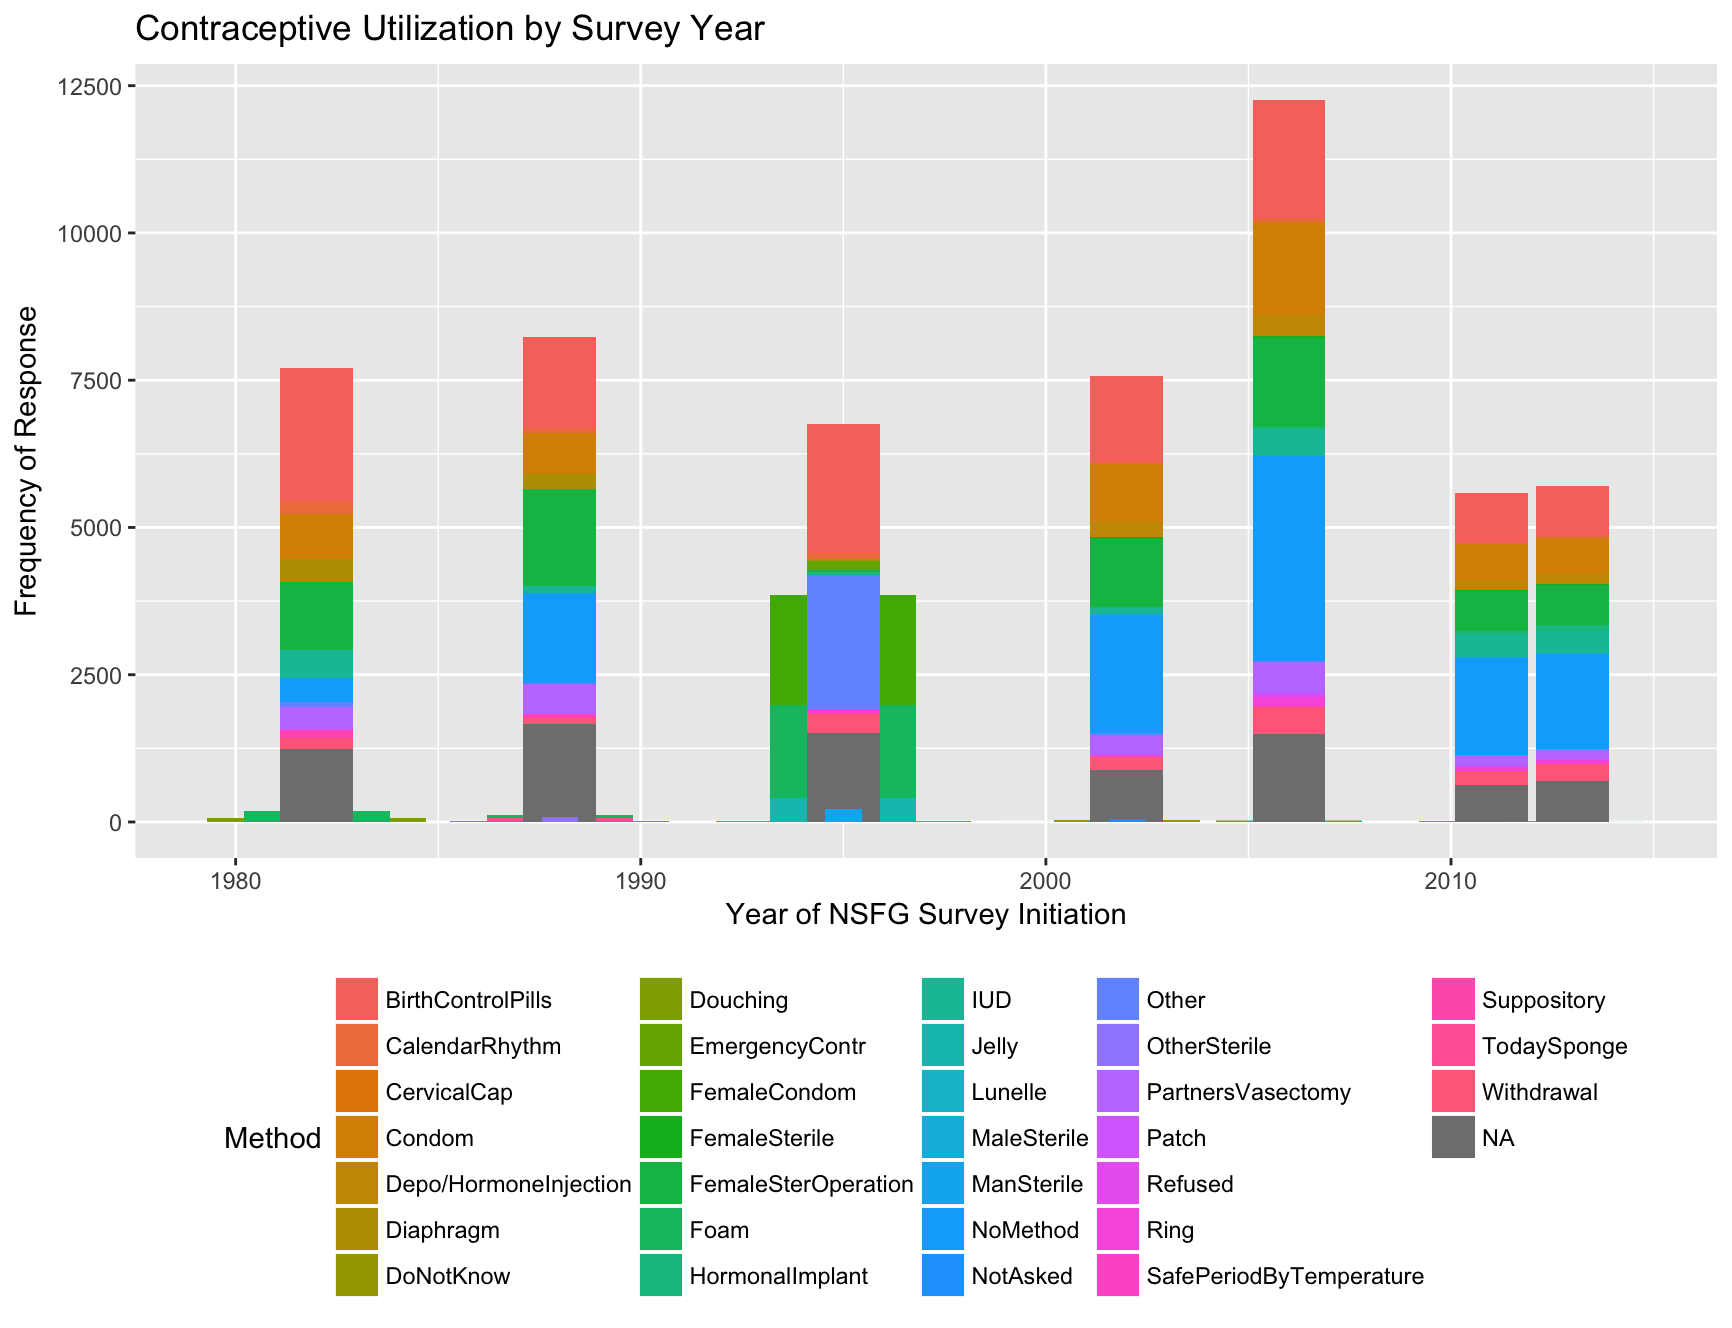 Contraceptive Utilization by Survey Year
12500
10000
7500
5000
2500
0
Frequency of Response
1980 1990 2000 2010
Year of NSFG Survey Initiation
Method
BirthControlPills
CalendarRhythm
CervicalCap
Condom
Depo/HormoneInjection
Diaphragm
DoNotKnow
Douching
EmergencyContr
FemaleCondom
FemaleSterile
FemaleSterOperation
Foam
HormonalImplant
IUD
Jelly
Lunelle
MaleSterile
ManSterile
NoMethod
NotAsked
Other
OtherSterile
PartnersVasectomy
Patch
Refused
Ring
SafePeriodByTemperature
Suppository
TodaySponge
Withdrawal
NA